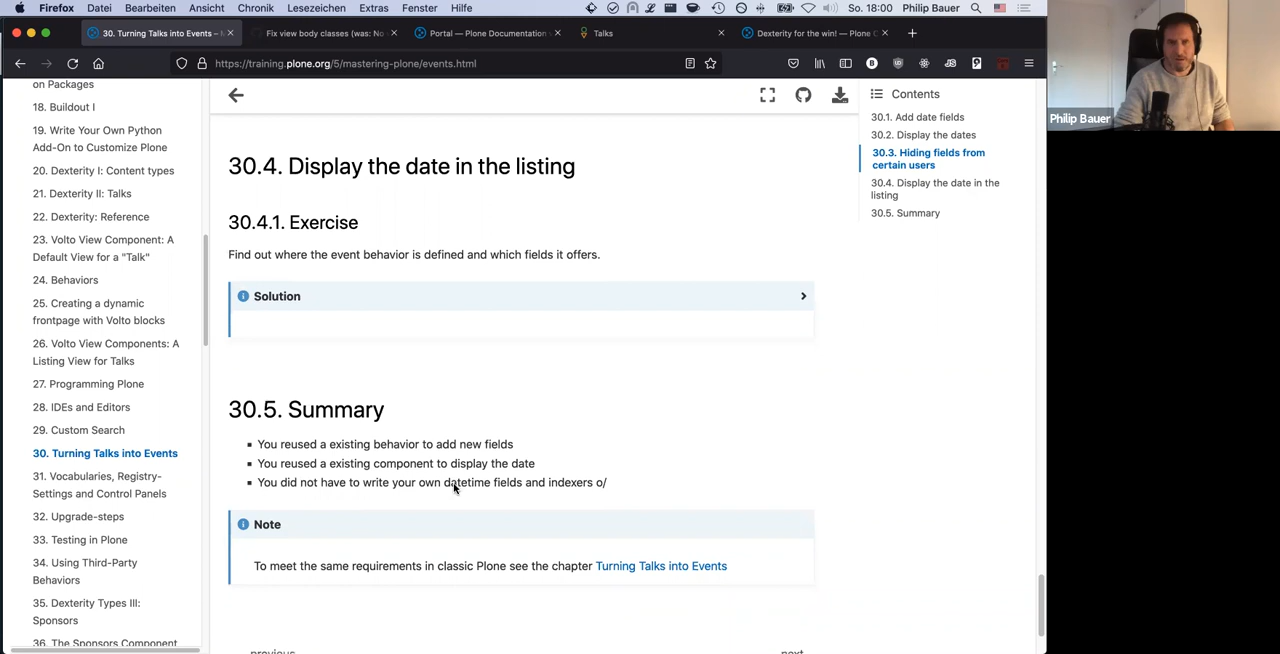 Firefox Datei Bearbeiten Ansicht Chronik Lesezeichen Extras Fenster Hilfe So. 18:00 Philip Bauer
30. Turning Talks into Events –
Fix view body classes (was: No
Portal — Plone Documentation
Talks
Dexterity for the win! — Plone C
https://training.plone.org/5/mastering-plone/events.html
on Packages
18. Buildout I
19. Write Your Own Python
Add-On to Customize Plone
20. Dexterity I: Content types
21. Dexterity II: Talks
22. Dexterity: Reference
23. Volto View Component: A
Default View for a "Talk"
24. Behaviors
25. Creating a dynamic
frontpage with Volto blocks
26. Volto View Components: A
Listing View for Talks
27. Programming Plone
28. IDEs and Editors
29. Custom Search
30. Turning Talks into Events
31. Vocabularies, Registry-
Settings and Control Panels
32. Upgrade-steps
33. Testing in Plone
34. Using Third-Party
Behaviors
35. Dexterity Types III:
Sponsors
36. The Sponsors Component
30.4. Display the date in the listing
30.4.1. Exercise
Find out where the event behavior is defined and which fields it offers.
Solution
30.5. Summary
You reused a existing behavior to add new fields
You reused a existing component to display the date
You did not have to write your own datetime fields and indexers o/
Note
To meet the same requirements in classic Plone see the chapter Turning Talks into Events
previous
next
Contents
30.1. Add date fields
30.2. Display the dates
30.3. Hiding fields from
certain users
30.4. Display the date in the
listing
30.5. Summary
Philip Bauer